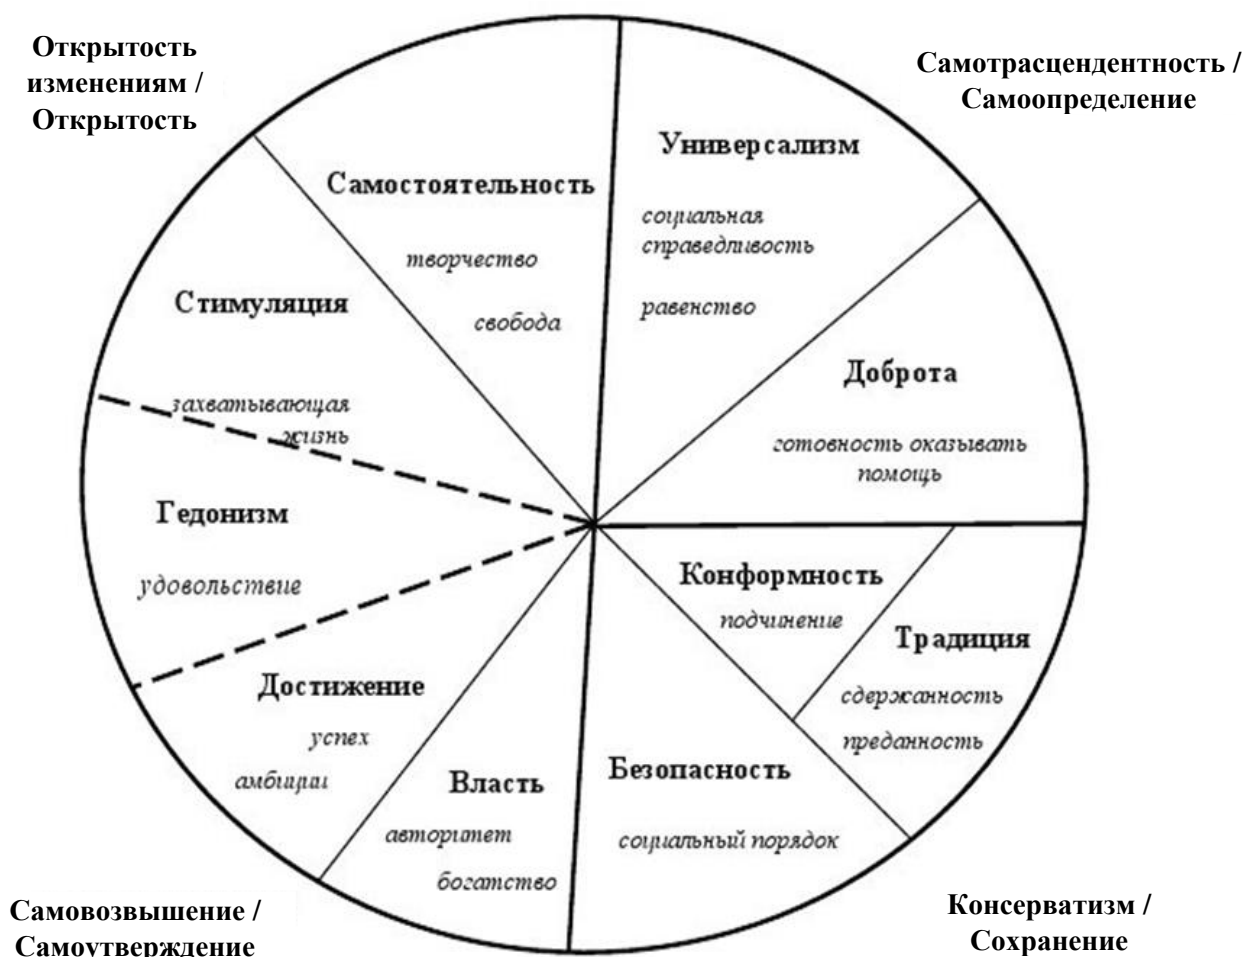 Открытость
изменениям /
Открытость
Самотрасцендентность /
Самоопределение
Универсализм
социальная
справедливость
равенство
Самостоятельность
творчество
свобода
Стимуляция
захватывающая
жизнь
Доброта
готовность оказывать
помощь
Гедонизм
удовольствие
Конформность
подчинение
Традиция
сдержанность
преданность
Достижение
успех
амбиции
Власть
авторитет
богатство
Безопасность
социальный порядок
Самовозвышение /
Самоутверждение
Консерватизм /
Сохранение